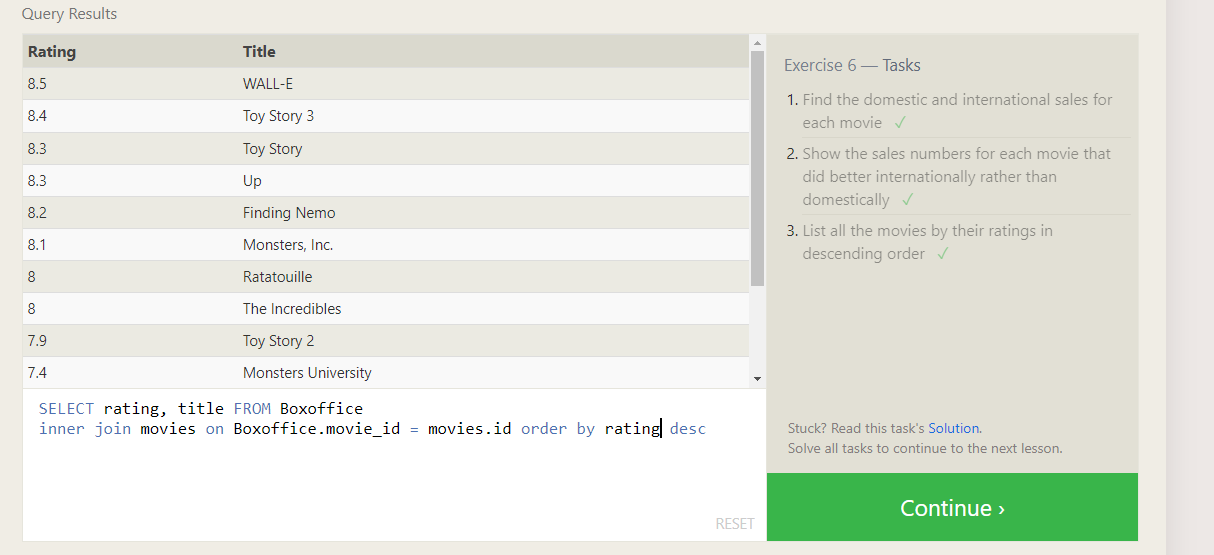 Query Results
Rating Title
8.5 WALL-E
8.4 Toy Story 3
8.3 Toy Story
8.3 Up
8.2 Finding Nemo
8.1 Monsters, Inc.
8 Ratatouille
8 The Incredibles
7.9 Toy Story 2
7.4 Monsters University
SELECT rating, title FROM Boxoffice
inner join movies on Boxoffice.movie_id = movies.id order by rating desc
RESET
Exercise 6 — Tasks
1. Find the domestic and international sales for
each movie ✓
2. Show the sales numbers for each movie that
did better internationally rather than
domestically ✓
3. List all the movies by their ratings in
descending order ✓
Stuck? Read this task's Solution.
Solve all tasks to continue to the next lesson.
Continue ›